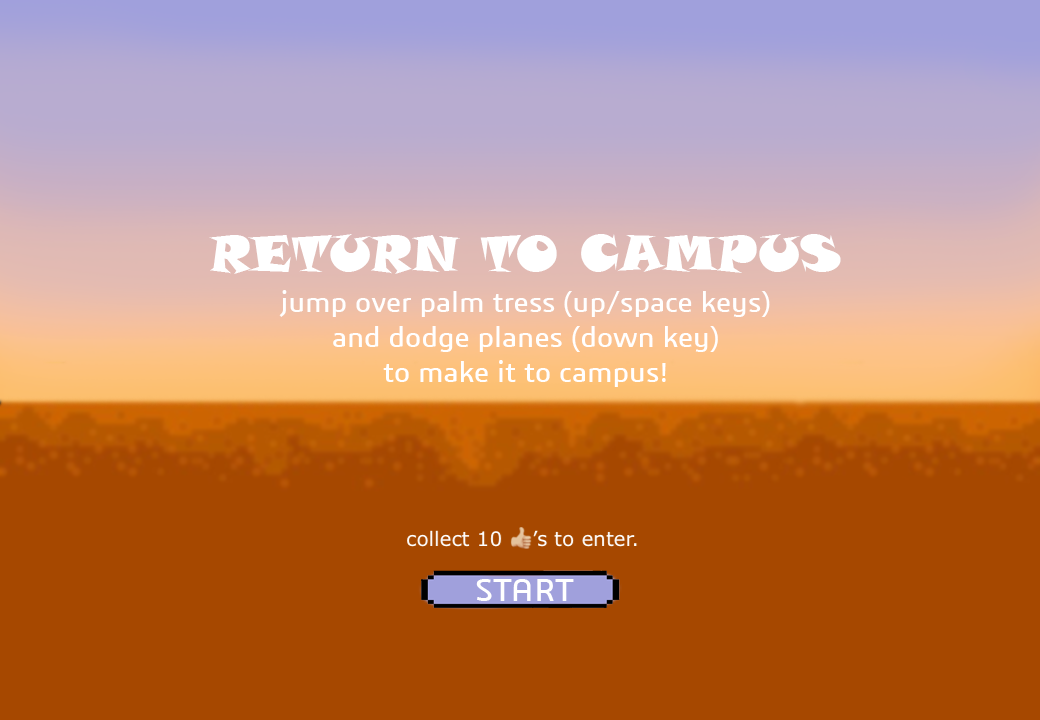 RETURN TO CAMPUS
jump over palm tress (up/space keys)
and dodge planes (down key)
to make it to campus!
collect 10 👍🏼’s to enter.
START